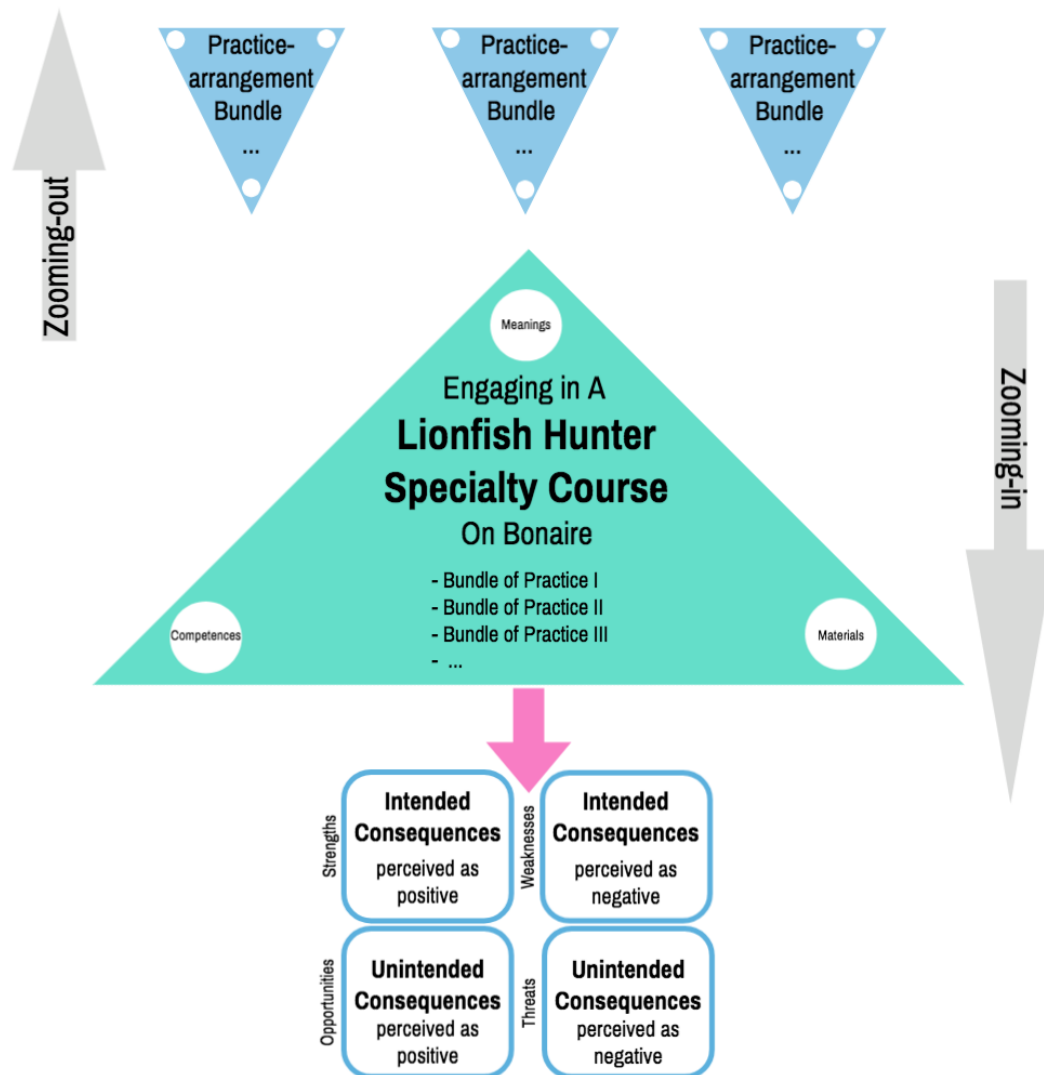 Practice-
arrangement
Bundle
...
Practice-
arrangement
Bundle
...
Practice-
arrangement
Bundle
...
Zooming-out
Zooming-in
Meanings
Engaging in A
Lionfish Hunter
Specialty Course
On Bonaire
- Bundle of Practice I
- Bundle of Practice II
- Bundle of Practice III
- ...
Competences
Materials
Strengths
Intended
Consequences
perceived as
positive
Weaknesses
Intended
Consequences
perceived as
negative
Opportunities
Unintended
Consequences
perceived as
positive
Threats
Unintended
Consequences
perceived as
negative